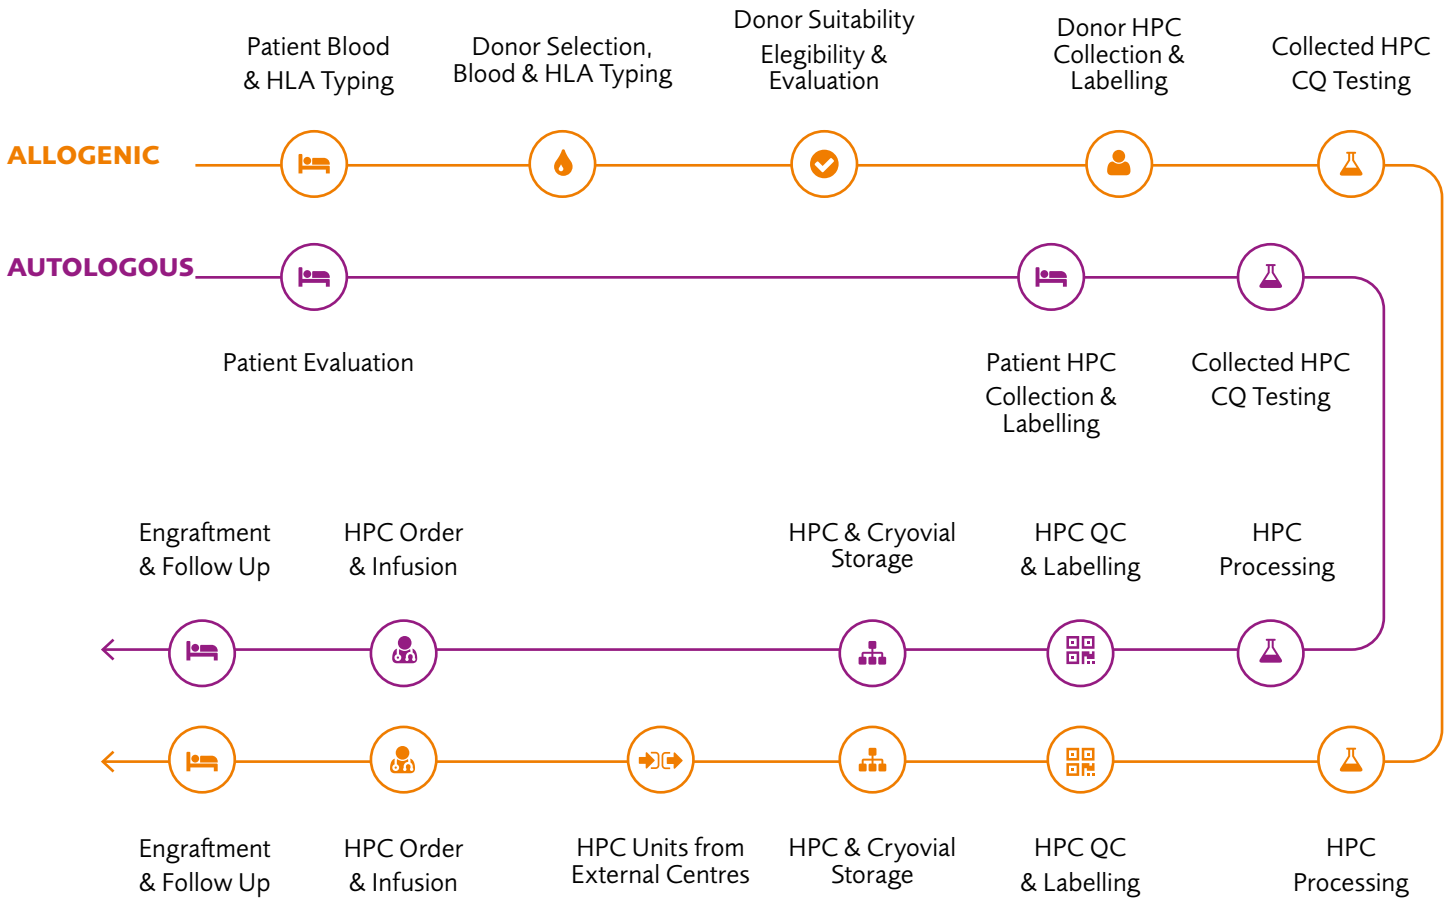 Patient Blood
& HLA Typing
Donor Selection,
Blood & HLA Typing
Donor Suitability
Elegibility &
Evaluation
Donor HPC
Collection &
Labelling
Collected HPC
CQ Testing
ALLOGENIC
AUTOLOGOUS
Patient Evaluation
Patient HPC
Collection &
Labelling
Collected HPC
CQ Testing
Engraftment
& Follow Up
HPC Order
& Infusion
HPC & Cryovial
Storage
HPC QC
& Labelling
HPC
Processing
Engraftment
& Follow Up
HPC Order
& Infusion
HPC Units from
External Centres
HPC & Cryovial
Storage
HPC QC
& Labelling
HPC
Processing